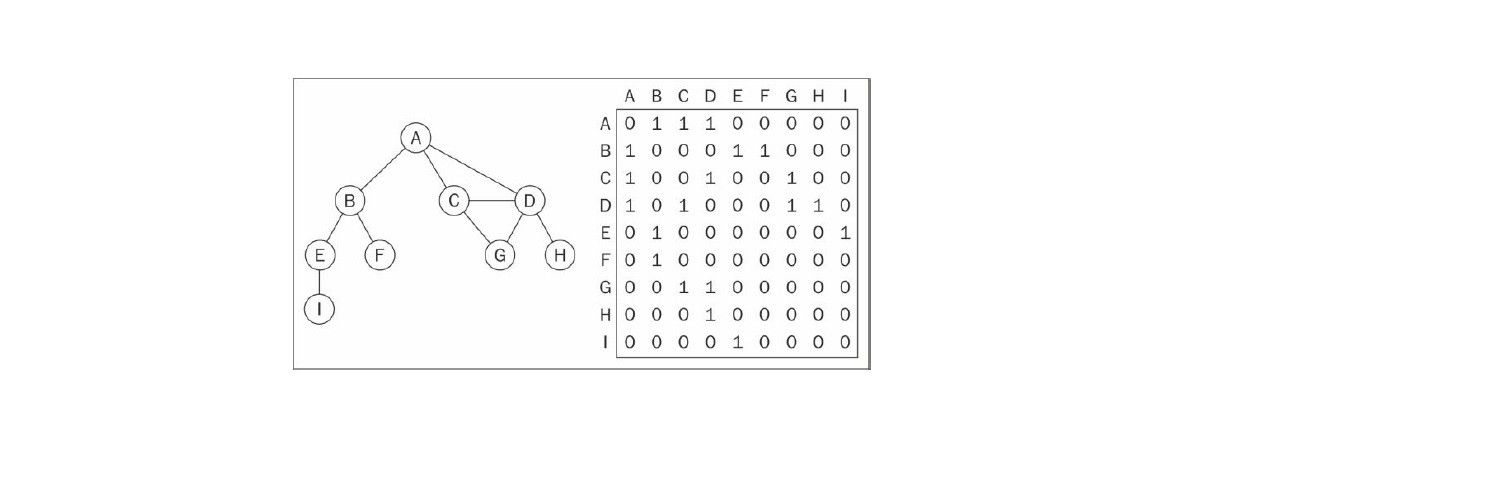 A
B C D
E F G H
I
A B C D E F G H I
A 0 1 1 1 0 0 0 0 0
B 1 0 0 0 1 1 0 0 0
C 1 0 0 1 0 0 1 0 0
D 1 0 1 0 0 0 1 1 0
E 0 1 0 0 0 0 0 0 1
F 0 1 0 0 0 0 0 0 0
G 0 0 1 1 0 0 0 0 0
H 0 0 0 1 0 0 0 0 0
I 0 0 0 0 1 0 0 0 0